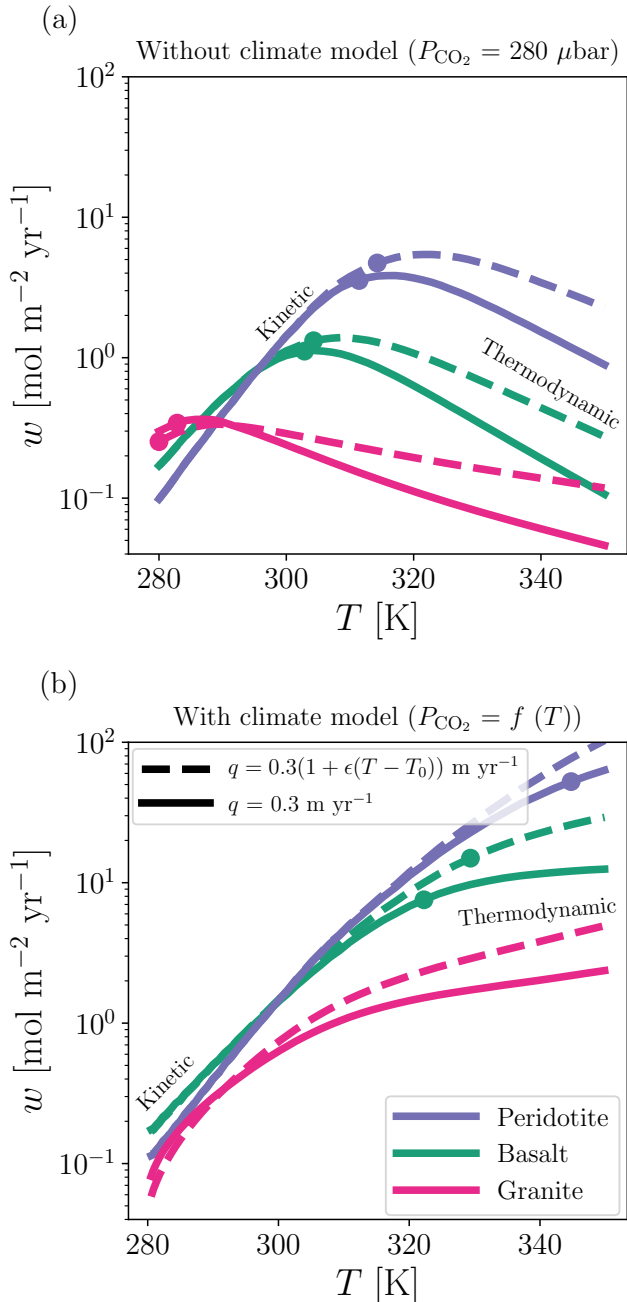 (a)
Without climate model (P_CO₂ = 280 μbar)
10²
10¹
10⁰
10⁻¹
w [mol m⁻² yr⁻¹]
Kinetic
Thermodynamic
280 300 320 340
T [K]
(b)
With climate model (P_CO₂ = f (T))
q = 0.3(1 + ϵ(T − T₀)) m yr⁻¹
q = 0.3 m yr⁻¹
10²
10¹
10⁰
10⁻¹
w [mol m⁻² yr⁻¹]
Thermodynamic
Kinetic
Peridotite
Basalt
Granite
280 300 320 340
T [K]